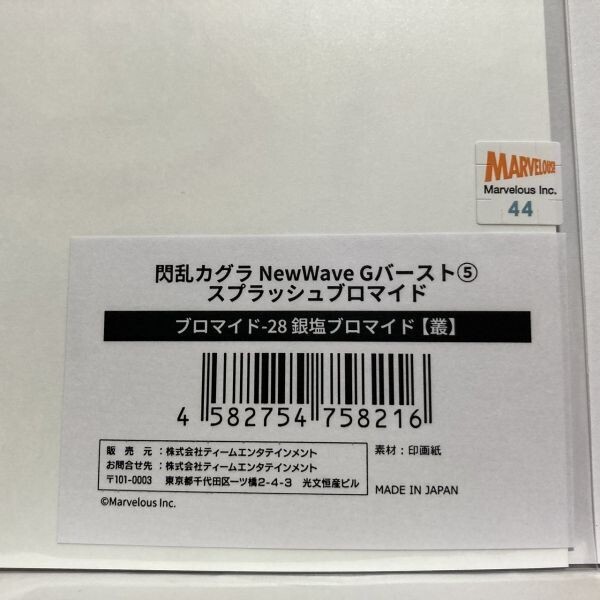 MARVELOUS!
Marvelous Inc.
44
閃乱カグラ NewWave Gバースト⑤
スプラッシュブロマイド
ブロマイド-28 銀塩ブロマイド【叢】
4 582754 758216
販 売 元 : 株式会社ティームエンタテインメント
お問合せ先 : 株式会社ティームエンタテインメント
〒101-0003 東京都千代田区一ツ橋2-4-3 光文恒産ビル
素材 : 印画紙
MADE IN JAPAN
©Marvelous Inc.